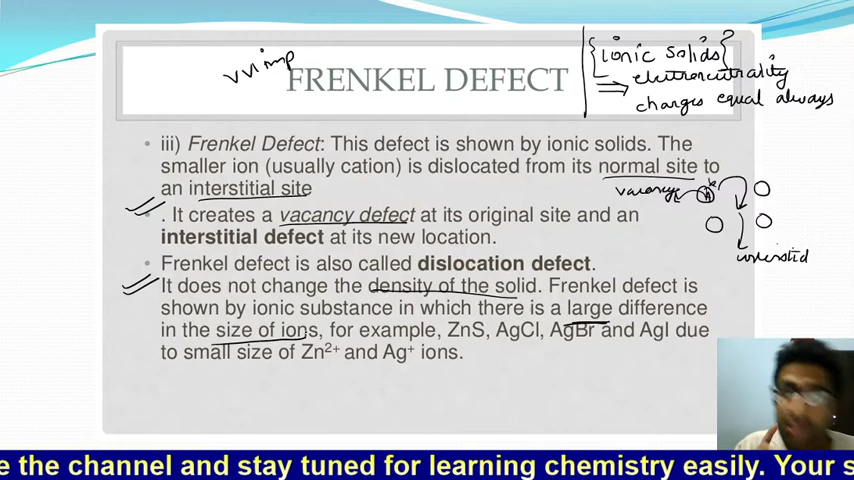 vvimp
FRENKEL DEFECT
ionic solids
electroneutrality
changes equal always
• iii) Frenkel Defect: This defect is shown by ionic solids. The
smaller ion (usually cation) is dislocated from its normal site to
an interstitial site
• . It creates a vacancy defect at its original site and an
interstitial defect at its new location.
• Frenkel defect is also called dislocation defect.
• It does not change the density of the solid. Frenkel defect is
shown by ionic substance in which there is a large difference
in the size of ions, for example, ZnS, AgCl, AgBr and AgI due
to small size of Zn²⁺ and Ag⁺ ions.
vacancy
e the channel and stay tuned for learning chemistry easily. Your s